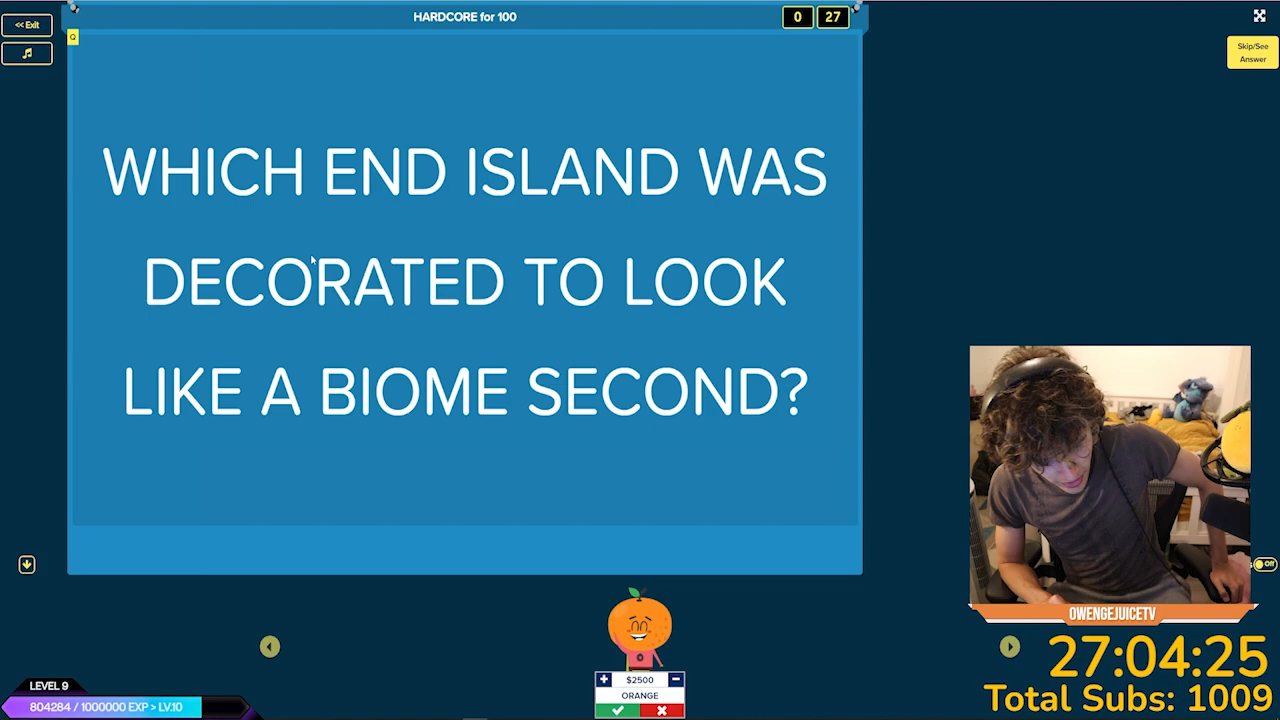 << Exit
HARDCORE for 100
0 27
Q
Skip/See
Answer
WHICH END ISLAND WAS
DECORATED TO LOOK
LIKE A BIOME SECOND?
Off
OWENGEJUICETV
27:04:25
Total Subs: 1009
+ $2500 −
ORANGE
LEVEL 9
804284 / 1000000 EXP > LV.10